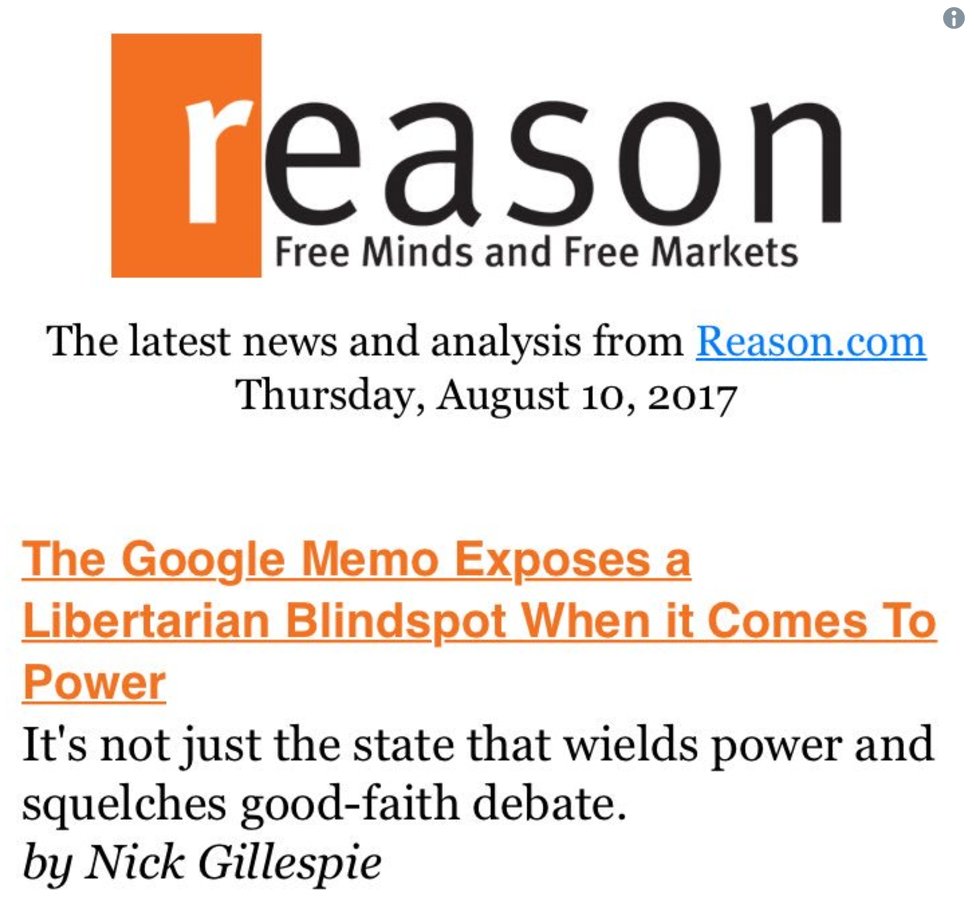 reason
Free Minds and Free Markets
The latest news and analysis from Reason.com
Thursday, August 10, 2017
The Google Memo Exposes a
Libertarian Blindspot When it Comes To
Power
It's not just the state that wields power and
squelches good-faith debate.
by Nick Gillespie